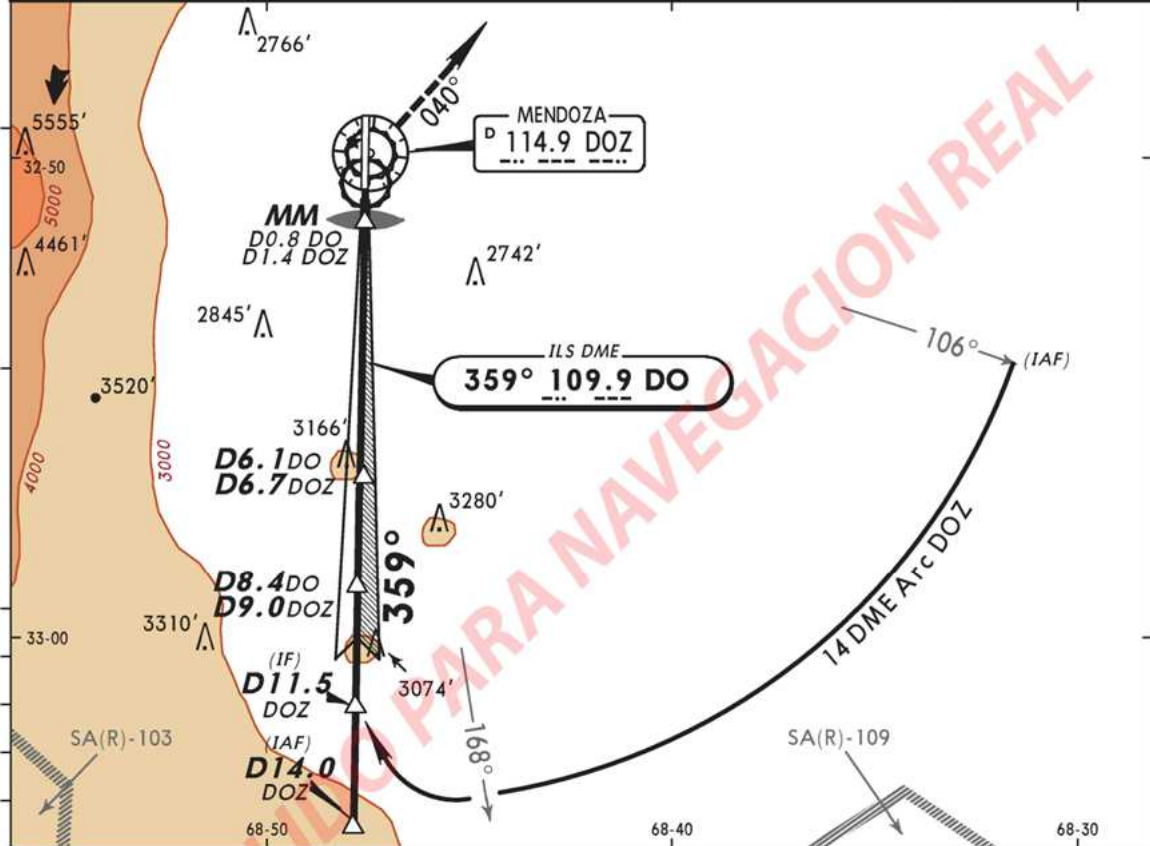 2766'
040°
MENDOZA
D 114.9 DOZ
5555'
32-50
5000
4461'
MM
D0.8 DO
D1.4 DOZ
2742'
2845'
106°
(IAF)
ILS DME
359° 109.9 DO
3520'
3166'
D6.1 DO
D6.7 DOZ
4000
3000
3280'
359°
D8.4 DO
D9.0 DOZ
14 DME Arc DOZ
3310'
33-00
(IF)
D11.5
DOZ
3074'
168°
SA(R)-103
SA(R)-109
(IAF)
D14.0
DOZ
68-50
68-40
68-30
PARA NAVEGACION REAL